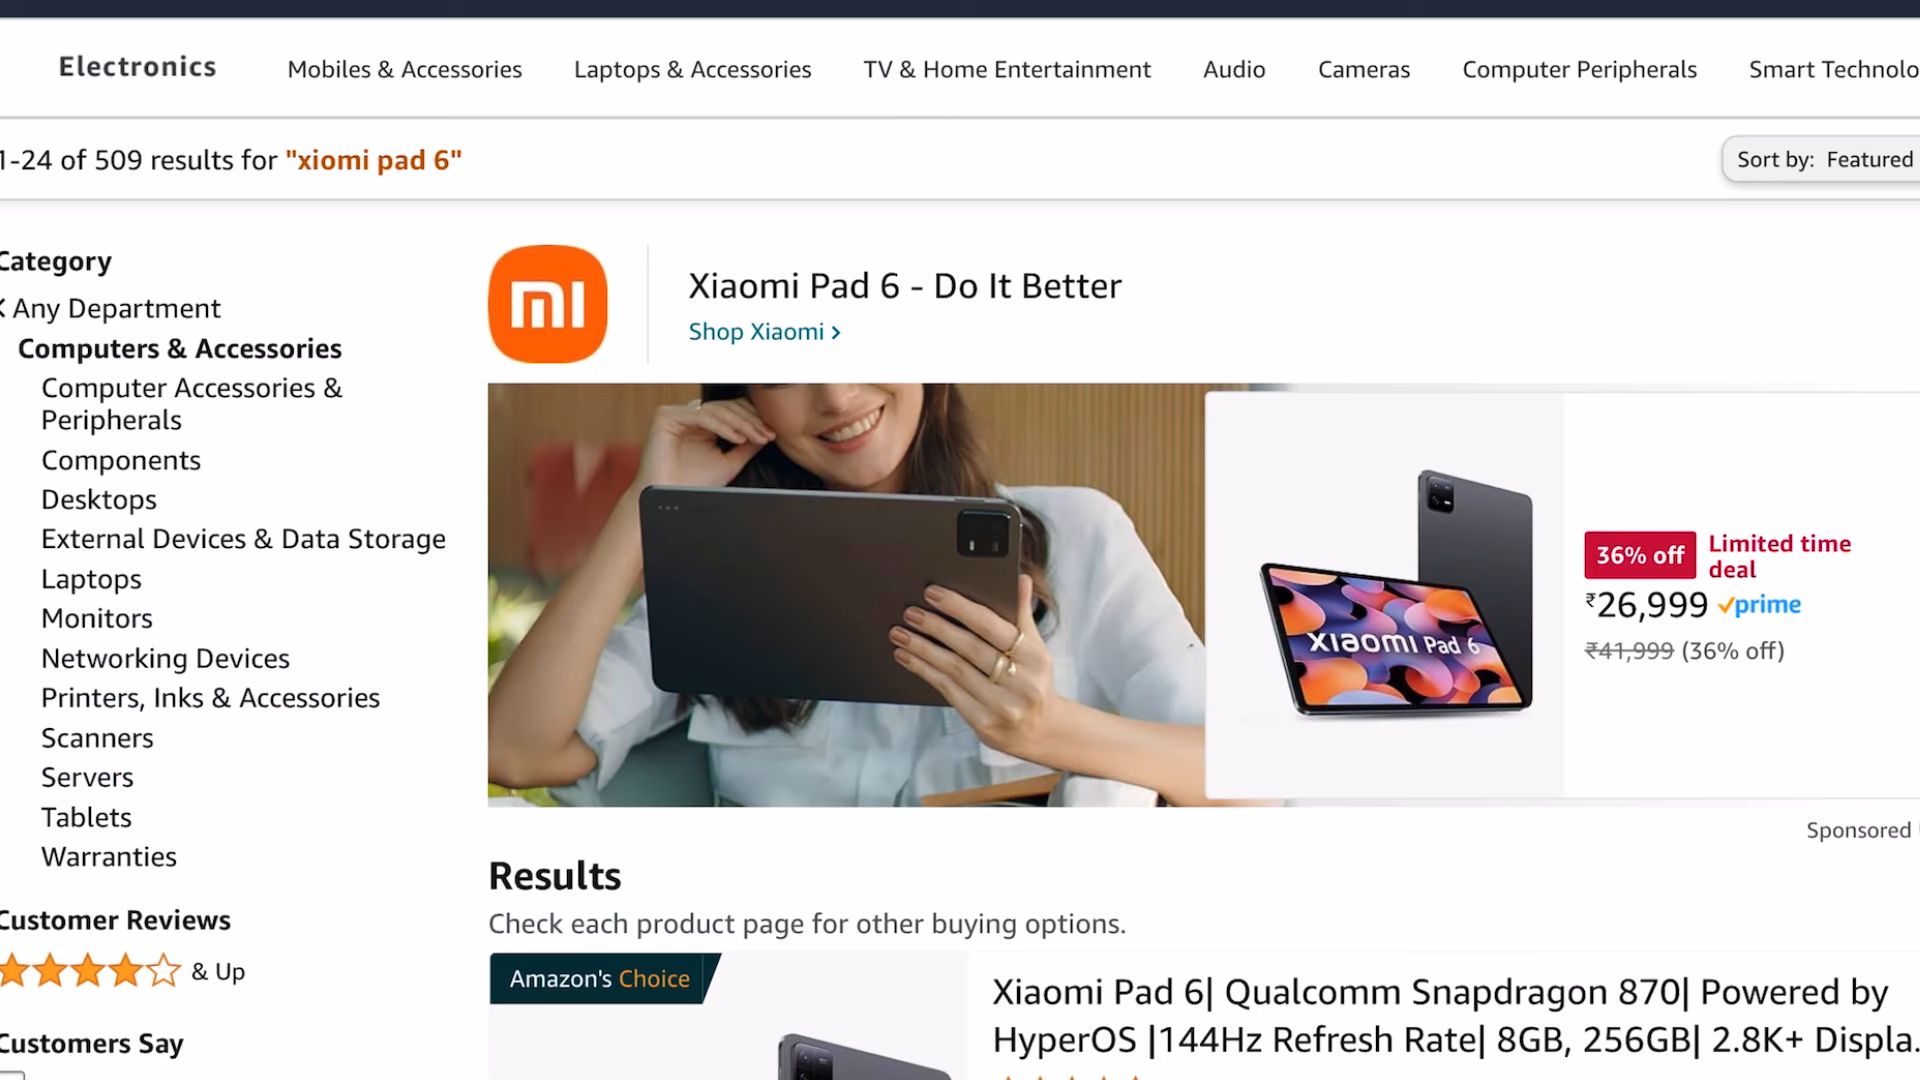 Electronics
Mobiles & Accessories
Laptops & Accessories
TV & Home Entertainment
Audio
Cameras
Computer Peripherals
Smart Technolo
1-24 of 509 results for "xiomi pad 6"
Sort by: Featured
Category
Any Department
Computers & Accessories
Computer Accessories &
Peripherals
Components
Desktops
External Devices & Data Storage
Laptops
Monitors
Networking Devices
Printers, Inks & Accessories
Scanners
Servers
Tablets
Warranties
Customer Reviews
& Up
Customers Say
mi
Xiaomi Pad 6 - Do It Better
Shop Xiaomi ›
xiaomi Pad 6
36% off
Limited time
deal
₹26,999 prime
₹41,999 (36% off)
Sponsored
Results
Check each product page for other buying options.
Amazon's Choice
Xiaomi Pad 6| Qualcomm Snapdragon 870| Powered by
HyperOS |144Hz Refresh Rate| 8GB, 256GB| 2.8K+ Displa.